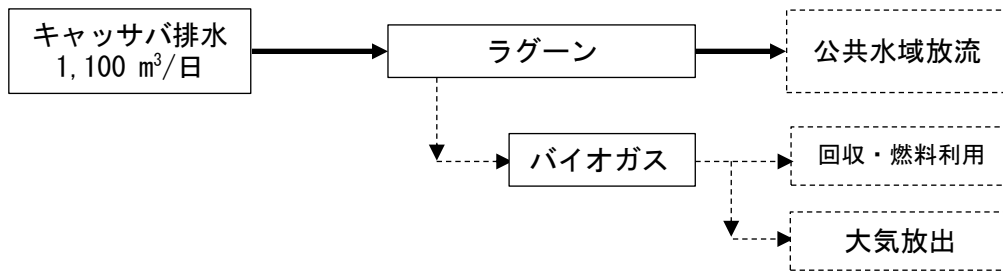 キャッサバ排水
1,100 m³/日
ラグーン
公共水域放流
バイオガス
回収・燃料利用
大気放出